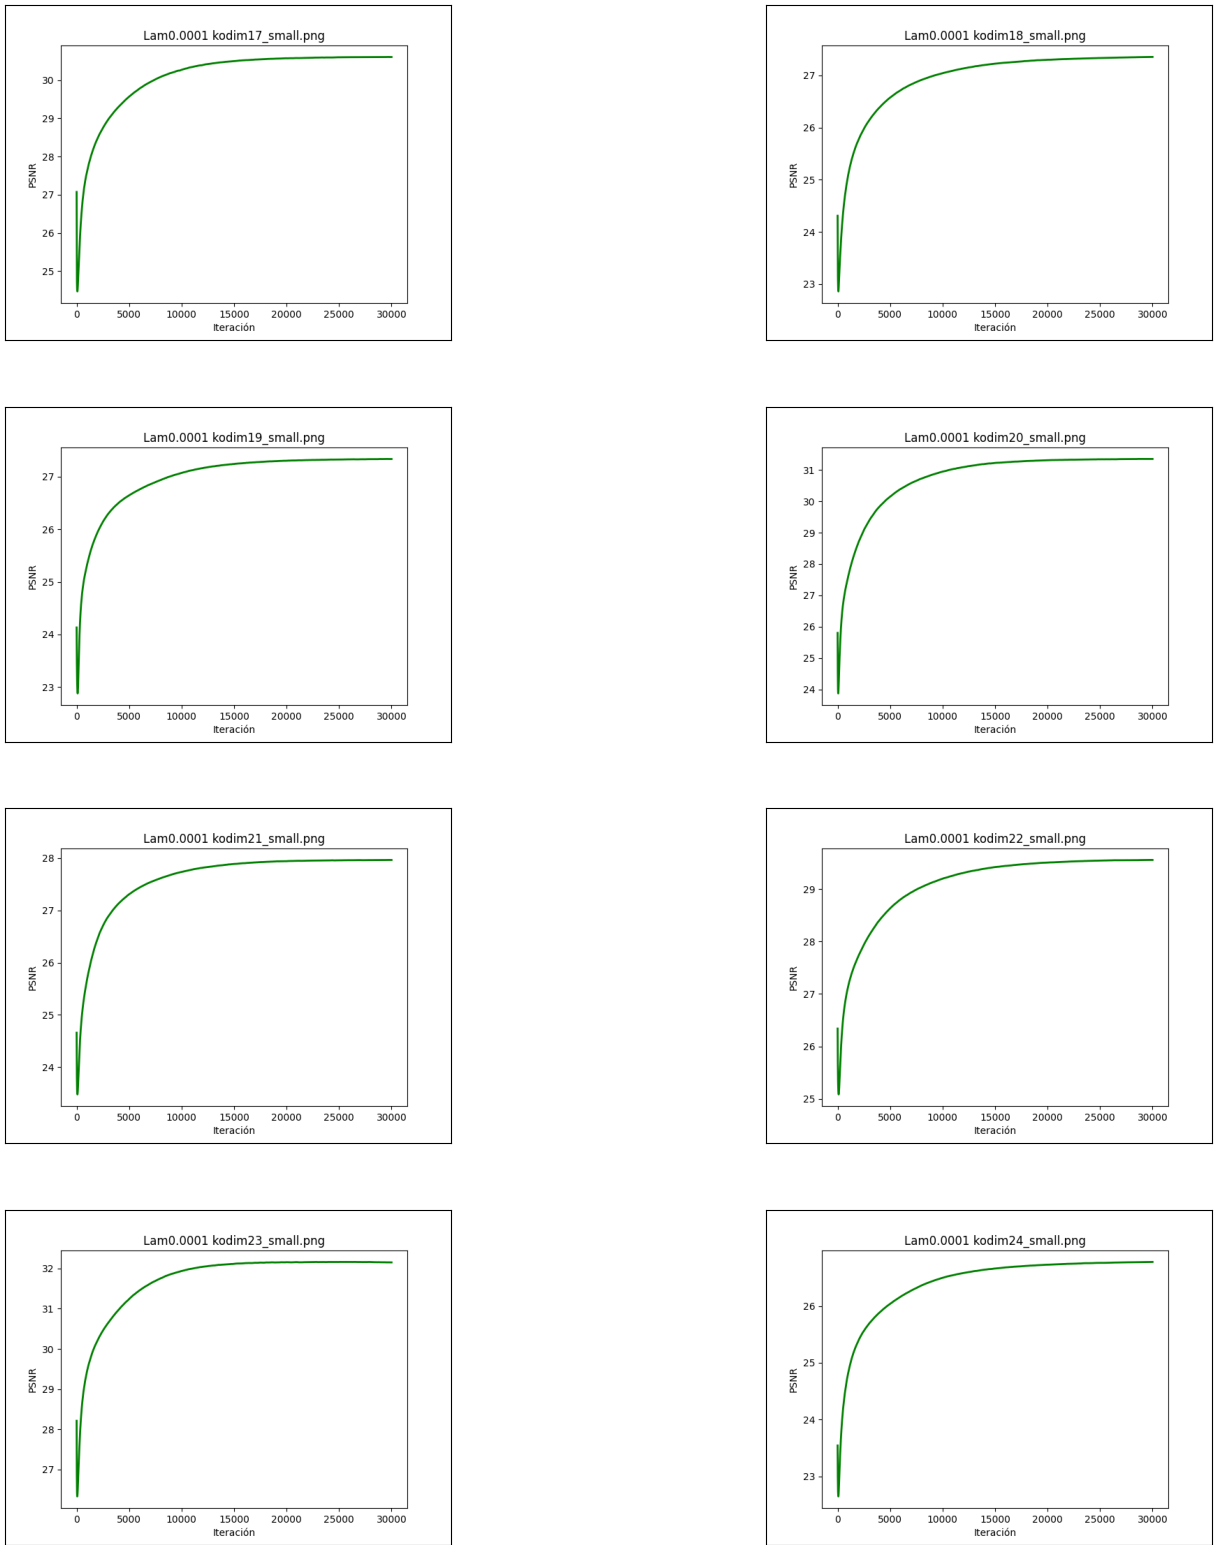 Lam0.0001 kodim17_small.png
30
29
28
27
26
25
PSNR
0 5000 10000 15000 20000 25000 30000
Iteración
Lam0.0001 kodim18_small.png
27
26
25
24
23
PSNR
0 5000 10000 15000 20000 25000 30000
Iteración
Lam0.0001 kodim19_small.png
27
26
25
24
23
PSNR
0 5000 10000 15000 20000 25000 30000
Iteración
Lam0.0001 kodim20_small.png
31
30
29
28
27
26
25
24
PSNR
0 5000 10000 15000 20000 25000 30000
Iteración
Lam0.0001 kodim21_small.png
28
27
26
25
24
PSNR
0 5000 10000 15000 20000 25000 30000
Iteración
Lam0.0001 kodim22_small.png
29
28
27
26
25
PSNR
0 5000 10000 15000 20000 25000 30000
Iteración
Lam0.0001 kodim23_small.png
32
31
30
29
28
27
PSNR
0 5000 10000 15000 20000 25000 30000
Iteración
Lam0.0001 kodim24_small.png
26
25
24
23
PSNR
0 5000 10000 15000 20000 25000 30000
Iteración